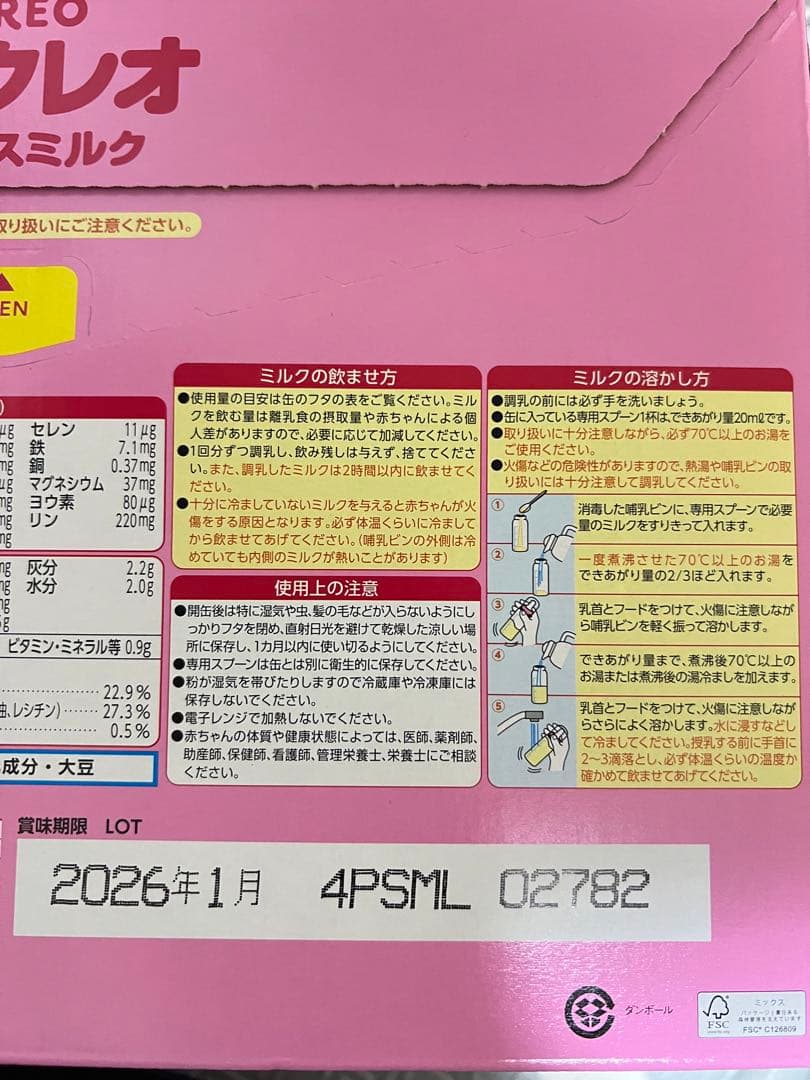 REO
クレオ
スミルク
取り扱いにご注意ください。
EN
セレン 11μg
鉄 7.1mg
銅 0.37mg
マグネシウム 37mg
ヨウ素 80μg
リン 220mg
灰分 2.2g
水分 2.0g
ビタミン・ミネラル等 0.9g
22.9%
油、レシチン) 27.3%
0.5%
成分・大豆
ミルクの飲ませ方
●使用量の目安は缶のフタの表をご覧ください。ミル
クを飲む量は離乳食の摂取量や赤ちゃんによる個
人差がありますので、必要に応じて加減してください。
●1回分ずつ調乳し、飲み残しは与えず、捨ててくださ
い。また、調乳したミルクは2時間以内に飲ませてく
ださい。
●十分に冷ましていないミルクを与えると赤ちゃんが火
傷をする原因となります。必ず体温くらいに冷まして
から飲ませてあげてください。(哺乳ビンの外側は冷
めていても内側のミルクが熱いことがあります)
使用上の注意
●開缶後は特に湿気や虫、髪の毛などが入らないようにし
っかりフタを閉め、直射日光を避けて乾燥した涼しい場
所に保存し、1カ月以内に使い切るようにしてください。
●専用スプーンは缶とは別に衛生的に保存してください。
●粉が湿気を帯びたりしますので冷蔵庫や冷凍庫には
保存しないでください。
●電子レンジで加熱しないでください。
●赤ちゃんの体質や健康状態によっては、医師、薬剤師、
助産師、保健師、看護師、管理栄養士、栄養士にご相談
ください。
ミルクの溶かし方
●調乳の前には必ず手を洗いましょう。
●缶に入っている専用スプーン1杯は、できあがり量20mlです。
●取り扱いに十分注意しながら、必ず70℃以上のお湯を
ご使用ください。
●火傷などの危険性がありますので、熱湯や哺乳ビンの取
り扱いには十分注意して調乳してください。
① 消毒した哺乳ビンに、専用スプーンで必要
量のミルクをすりきって入れます。
② 一度煮沸させた70℃以上のお湯を
できあがり量の2/3ほど入れます。
③ 乳首とフードをつけて、火傷に注意しなが
ら哺乳ビンを軽く振って溶かします。
④ できあがり量まで、煮沸後70℃以上の
お湯または煮沸後の湯冷ましを加えます。
⑤ 乳首とフードをつけて、火傷に注意しなが
らさらによく溶かします。水に浸すなどし
て冷ましてください。授乳する前に手首に
2〜3滴落とし、必ず体温くらいの温度か
確かめて飲ませてあげてください。
賞味期限 LOT
2026年1月 4PSML 02782
ダンボール
FSC
ミックス
パッケージ|責任ある
森林管理を支えています
FSC® C126809